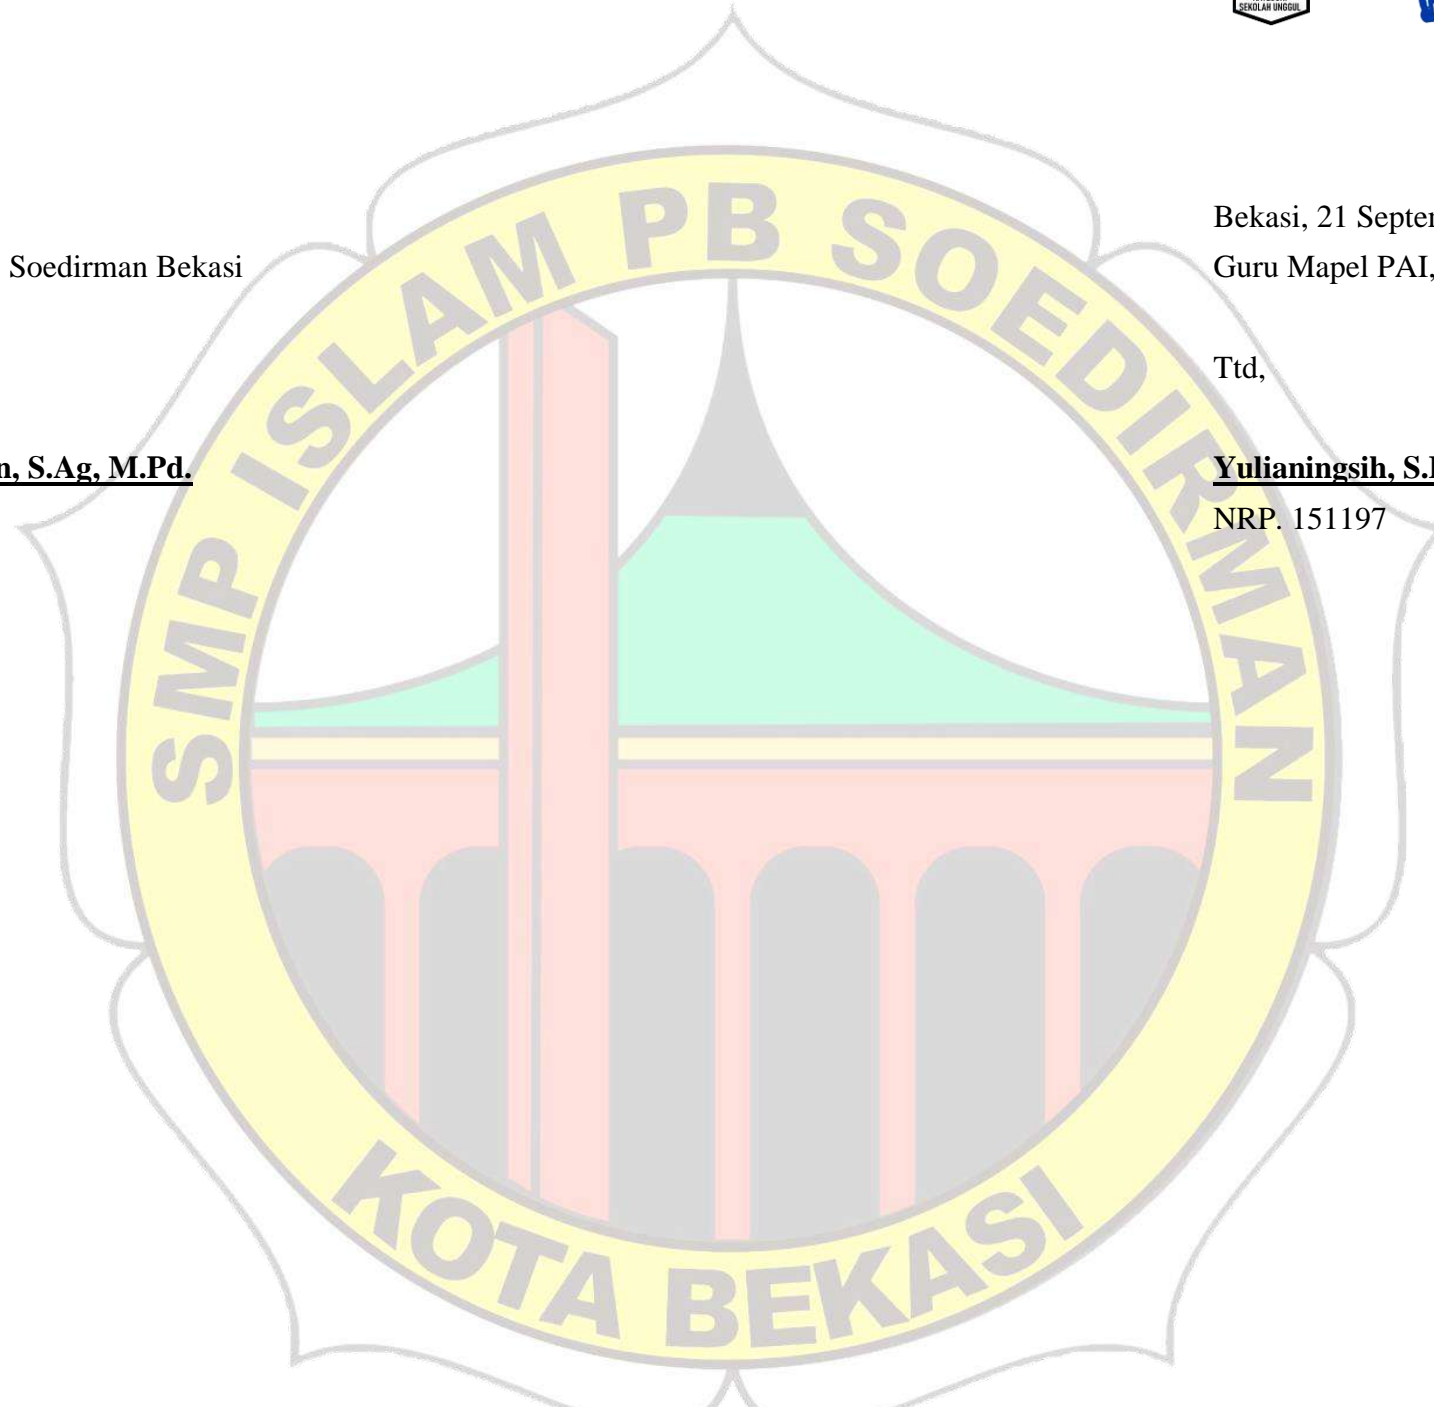 SEKOLAH UNGGUL
Bekasi, 21 Septe
Soedirman Bekasi
Guru Mapel PAI,
Ttd,
n, S.Ag, M.Pd.
Yulianingsih, S.
NRP. 151197
SMP ISLAM PB SOEDIRMAN
KOTA BEKASI